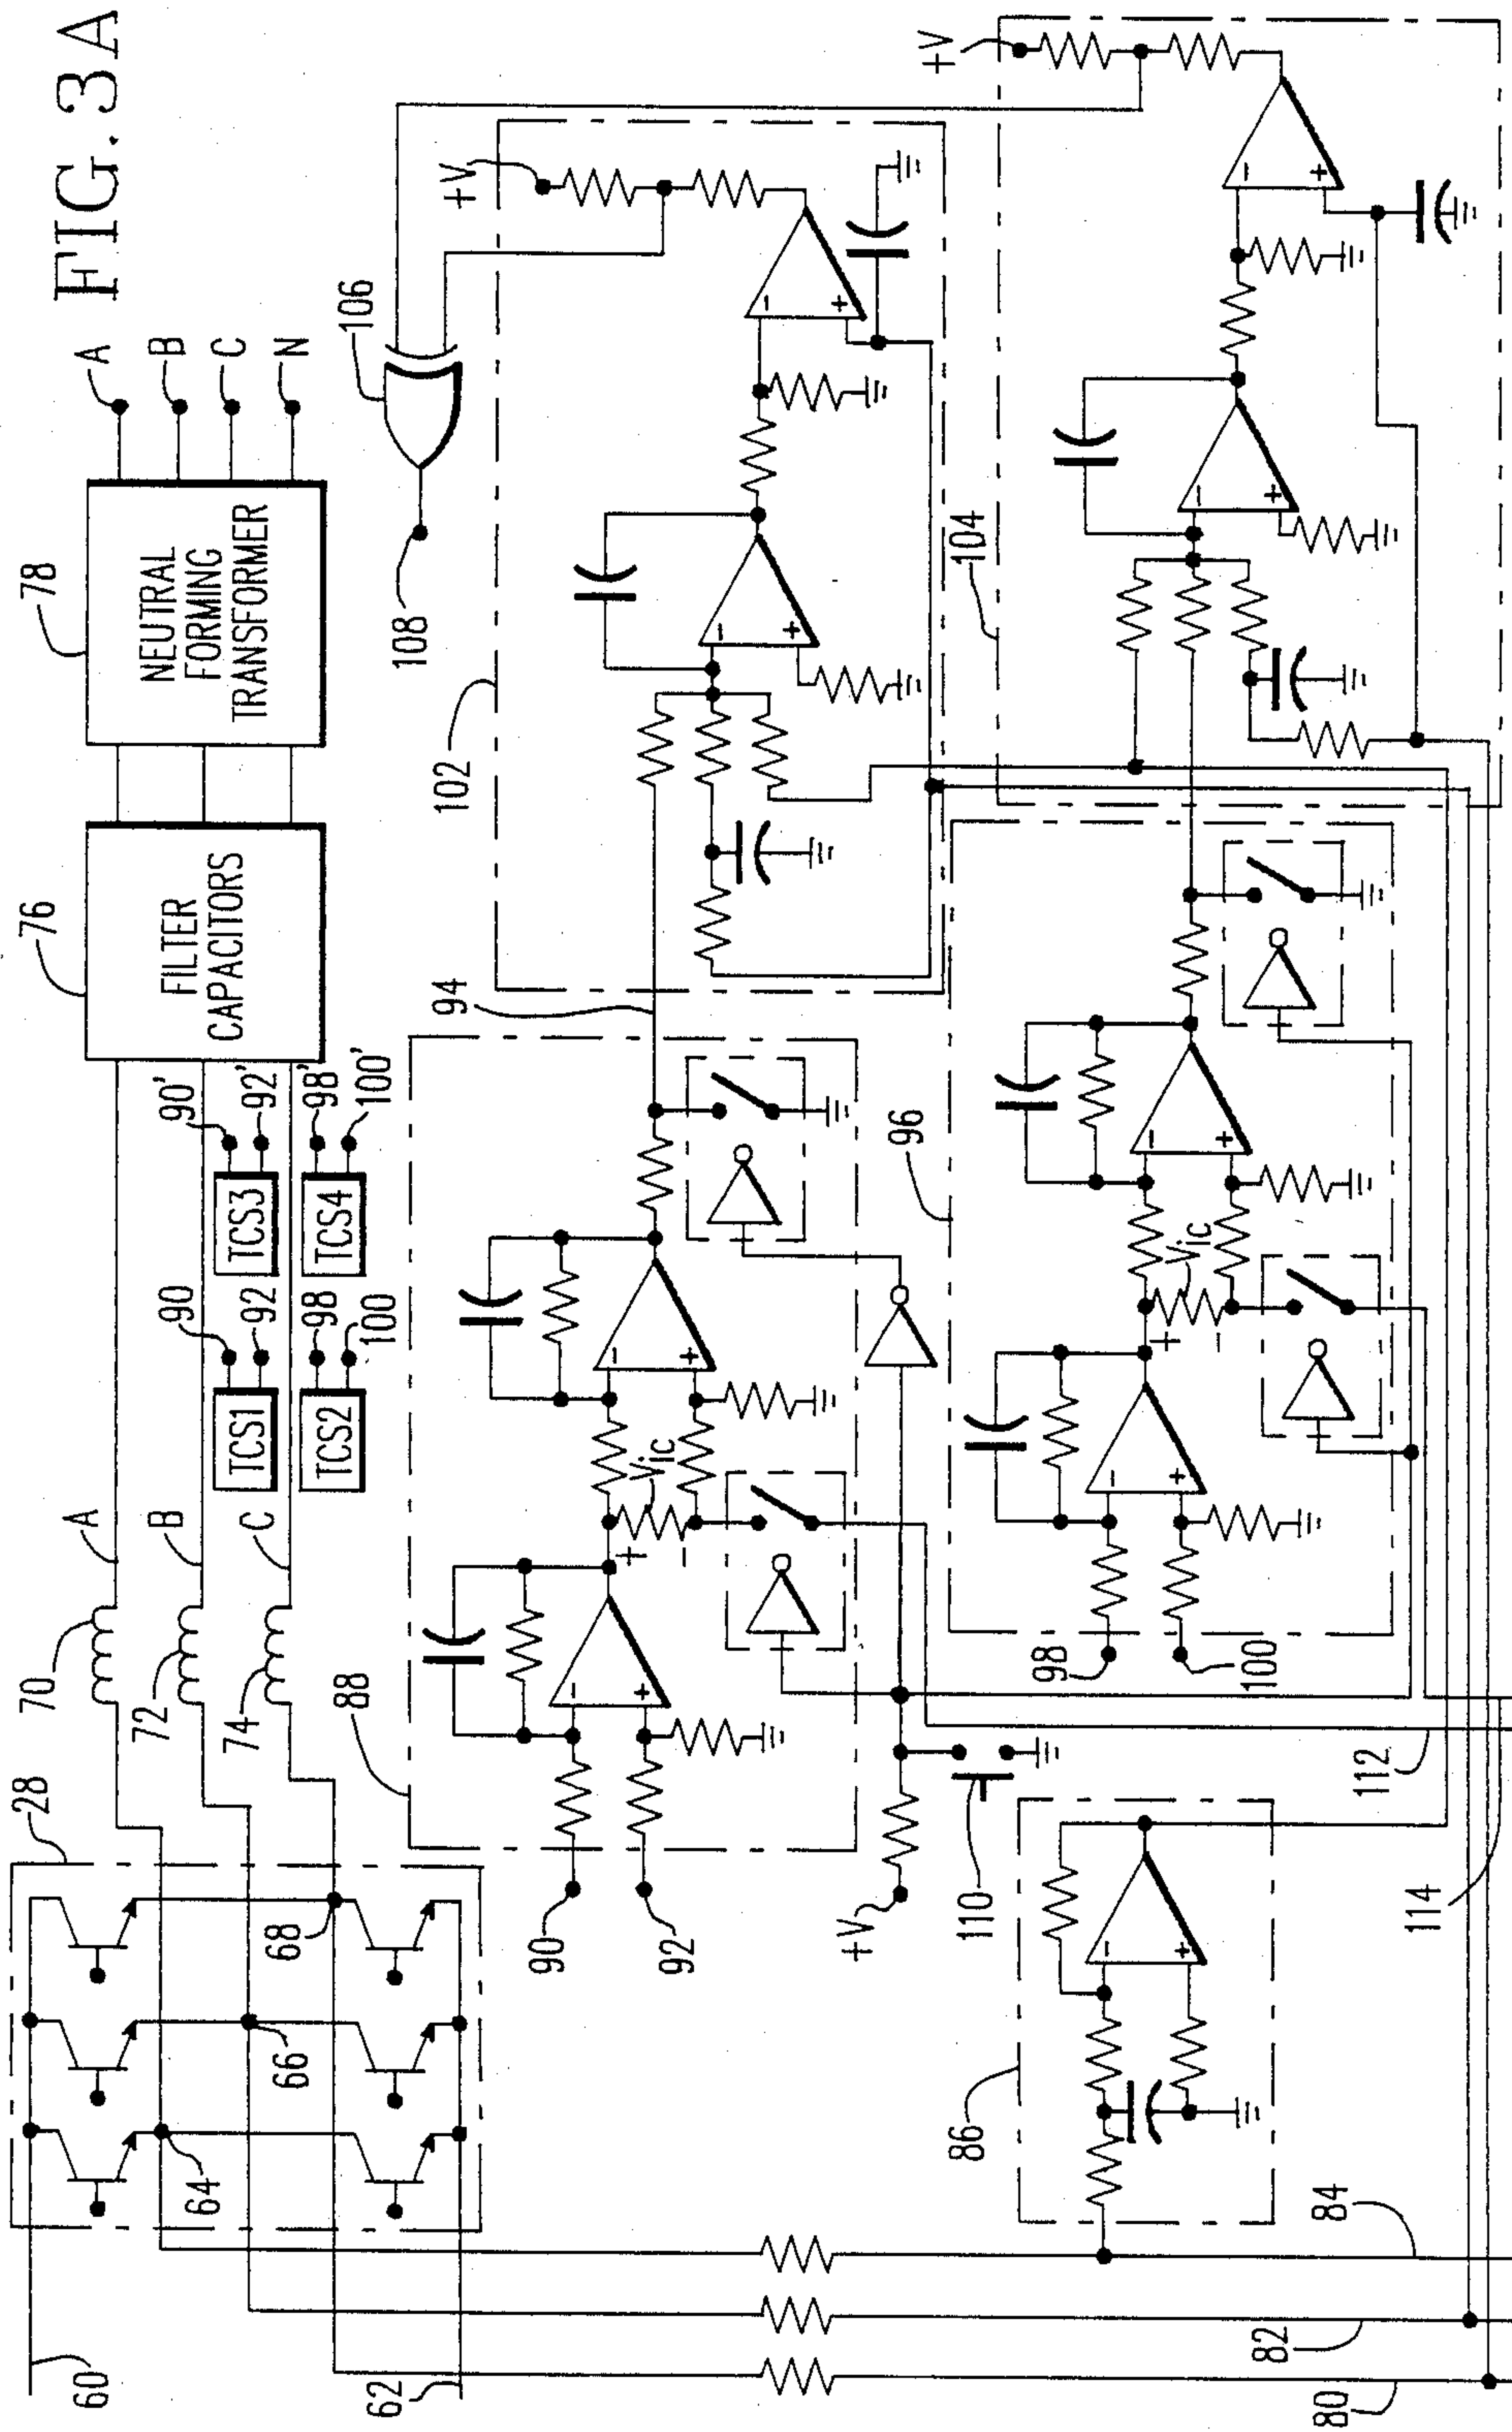 FIG. 3A
28
70
A
72
B
74
C
90
92
98
100
TCS1
TCS2
90'
92'
98'
100'
TCS3
TCS4
76
FILTER
CAPACITORS
78
NEUTRAL
FORMING
TRANSFORMER
A
B
C
N
60
62
64
66
68
88
90
92
-
+
+
-
Vic
-
+
94
102
-
+
+V
-
+
106
108
+V
110
96
98
100
-
+
+
-
Vic
-
+
104
-
+
+V
-
+
86
-
+
112
114
84
82
80